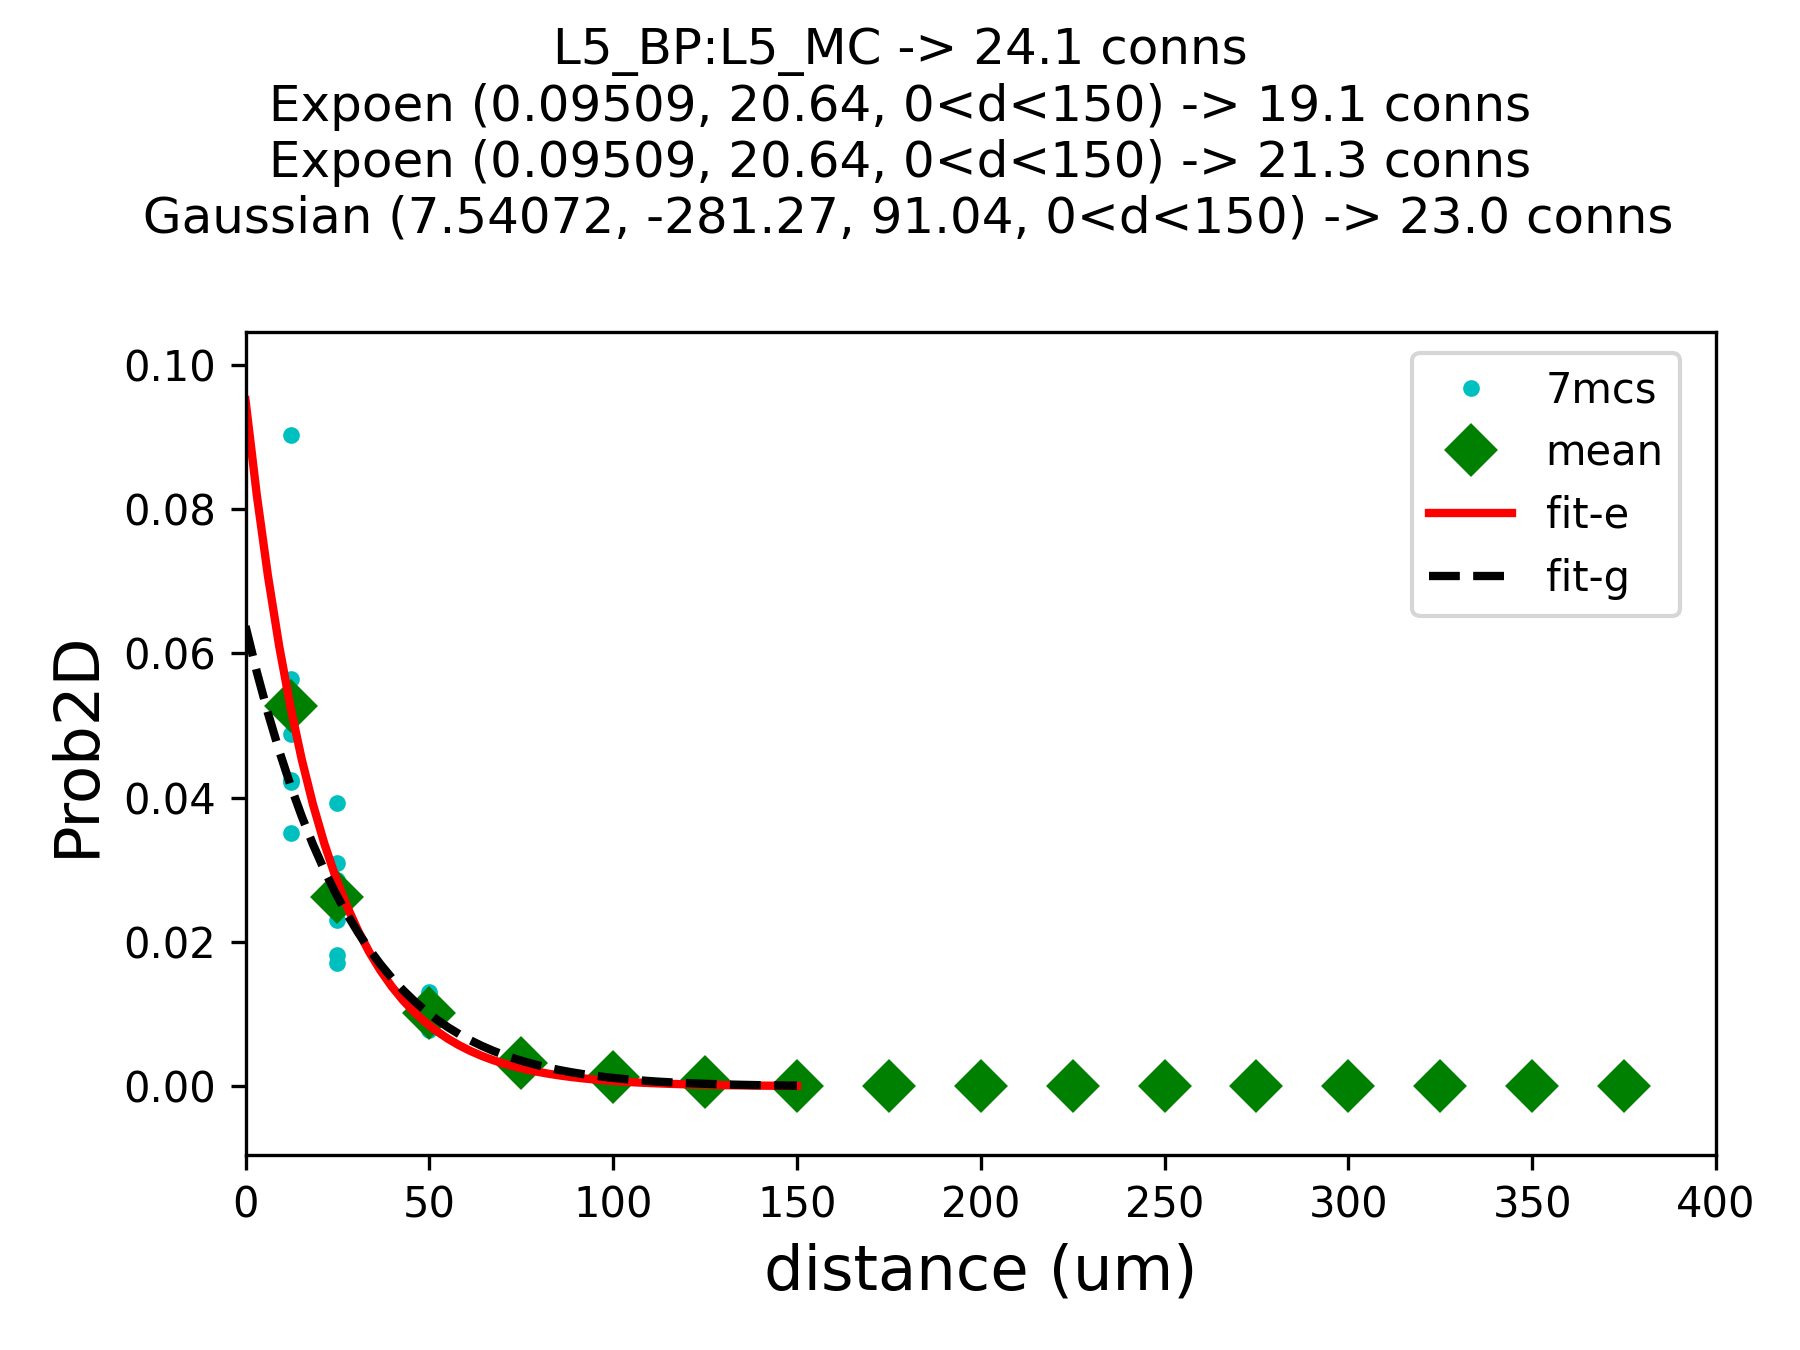 L5_BP:L5_MC -> 24.1 conns
Expoen (0.09509, 20.64, 0<d<150) -> 19.1 conns
Expoen (0.09509, 20.64, 0<d<150) -> 21.3 conns
Gaussian (7.54072, -281.27, 91.04, 0<d<150) -> 23.0 conns
0.10
0.08
0.06
0.04
0.02
0.00
Prob2D
7mcs
mean
fit-e
fit-g
0 50 100 150 200 250 300 350 400
distance (um)